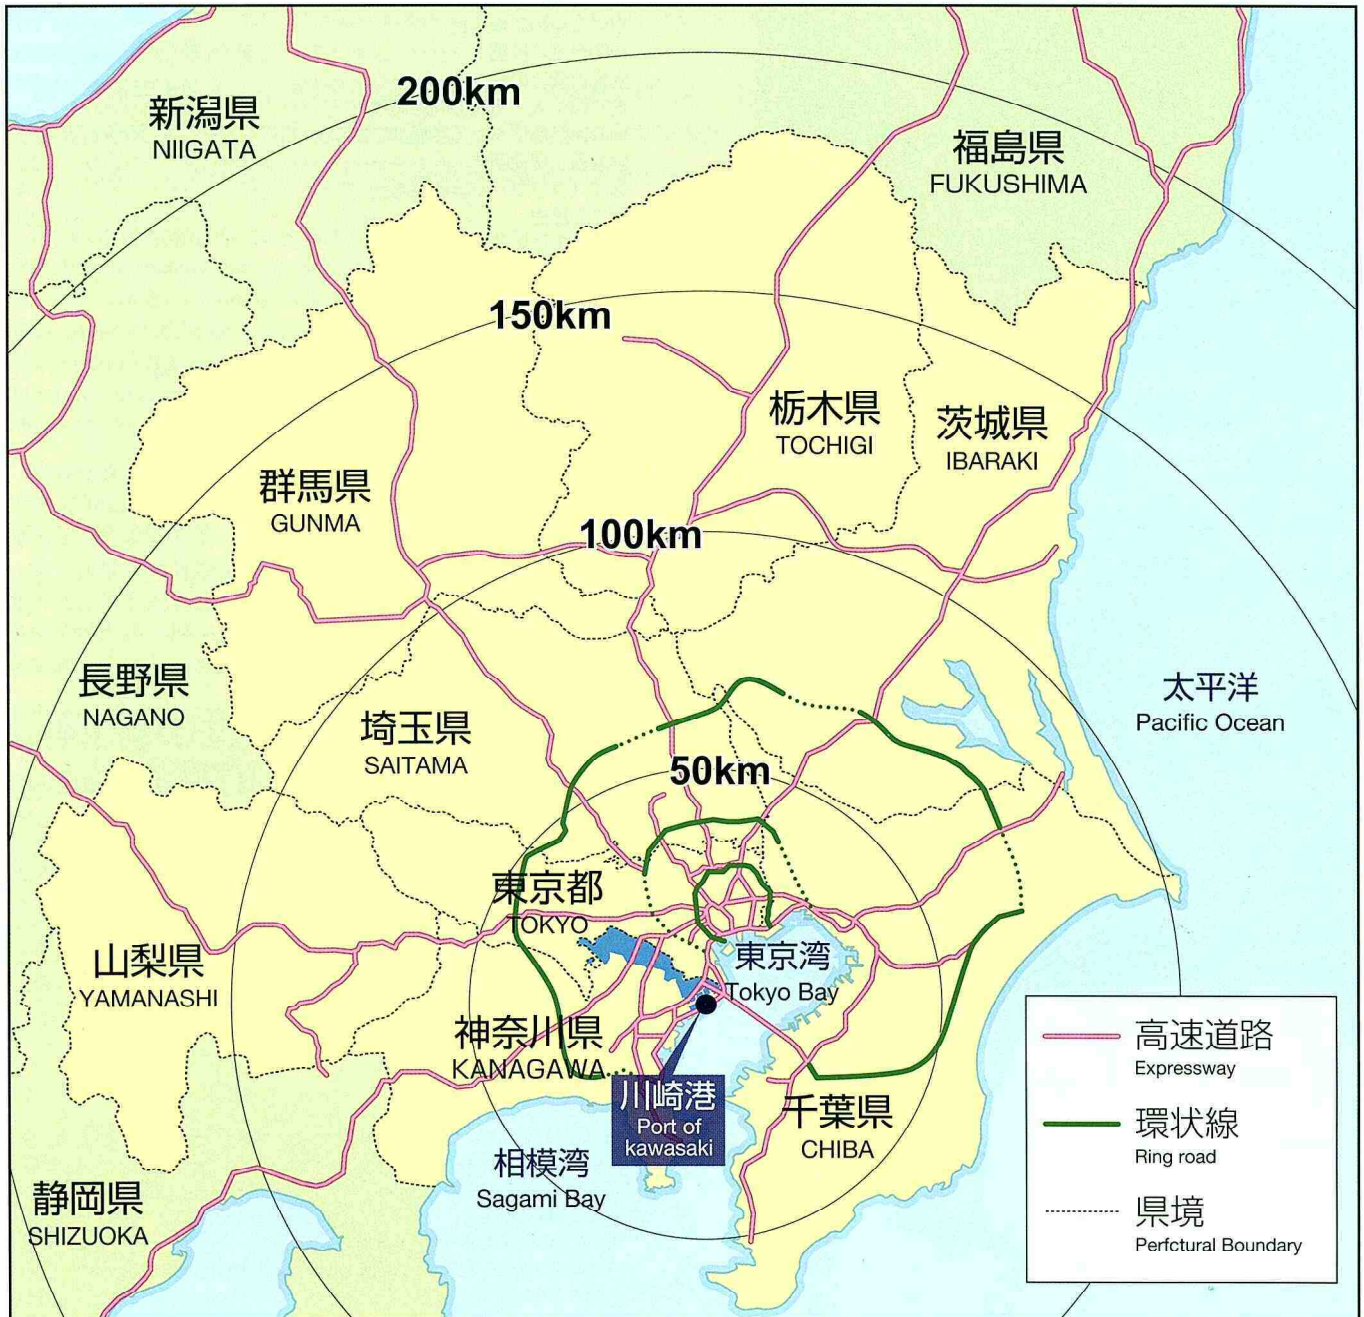 200km
新潟県
NIIGATA
福島県
FUKUSHIMA
150km
栃木県
TOCHIGI
茨城県
IBARAKI
群馬県
GUNMA
100km
長野県
NAGANO
埼玉県
SAITAMA
太平洋
Pacific Ocean
50km
東京都
TOKYO
山梨県
YAMANASHI
東京湾
Tokyo Bay
神奈川県
KANAGAWA
川崎港
Port of
kawasaki
千葉県
CHIBA
相模湾
Sagami Bay
静岡県
SHIZUOKA
高速道路
Expressway
環状線
Ring road
県境
Perfctural Boundary